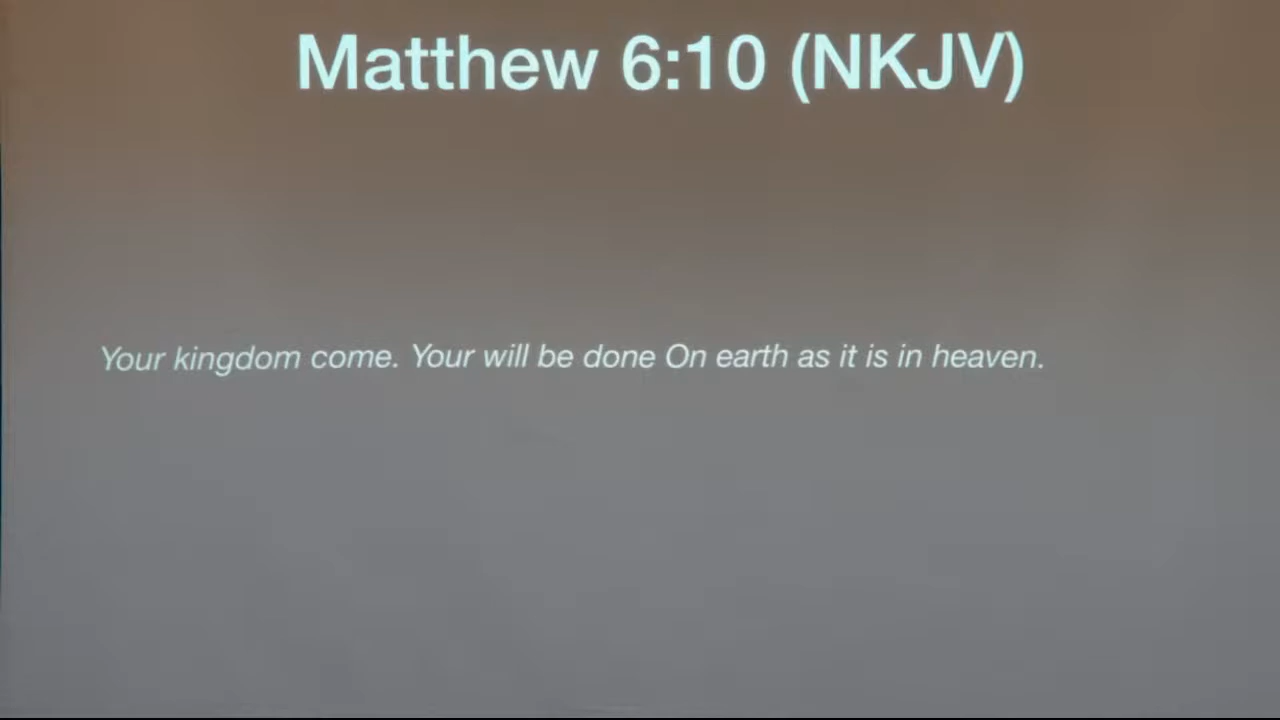 Matthew 6:10 (NKJV)
Your kingdom come. Your will be done On earth as it is in heaven.